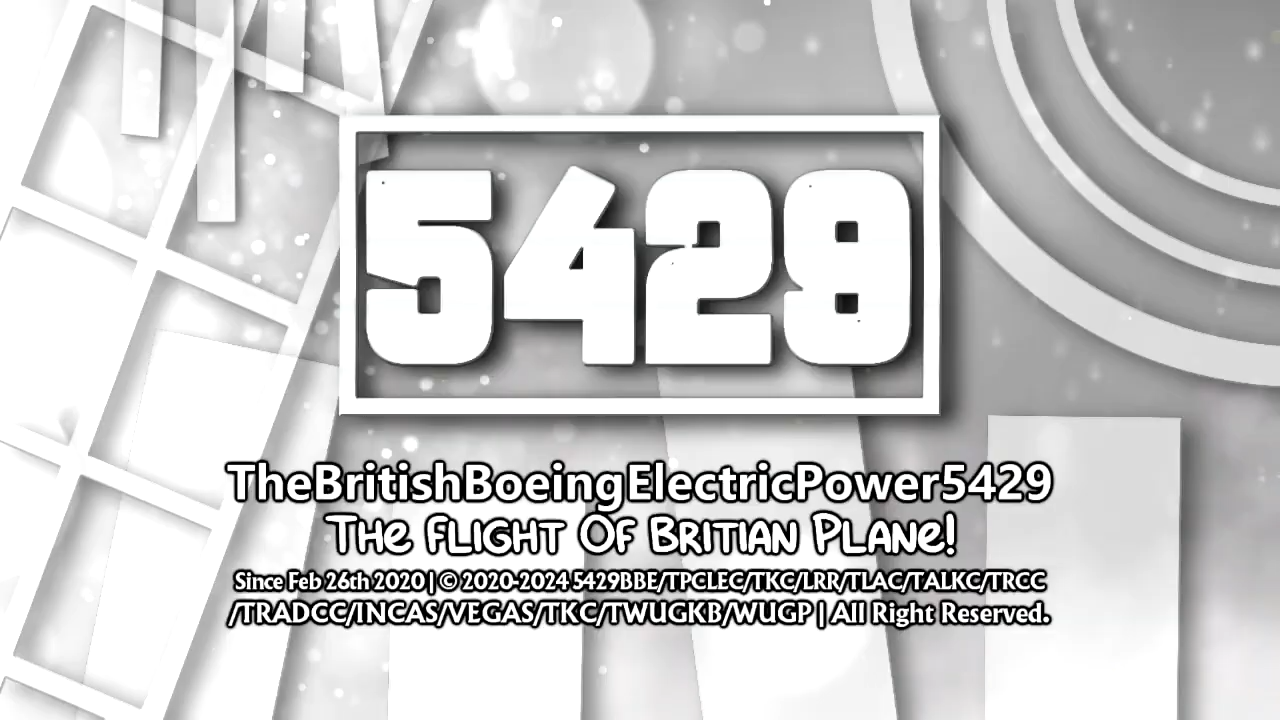 5429
TheBritishBoeingElectricPower5429
The Flight Of Britian Plane!
Since Feb 26th 2020 | © 2020-2024 5429BBE/TPCLEC/TKC/LRR/TLAC/TALKC/TRCC
/TRADCC/INCAS/VEGAS/TKC/TWUGKB/WUGP | All Right Reserved.